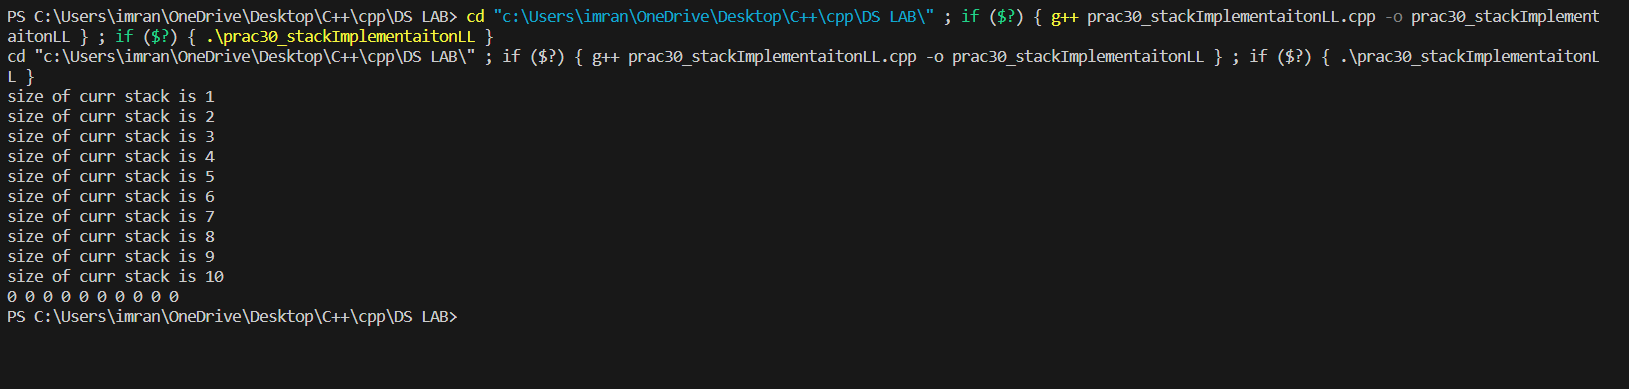 PS C:\Users\imran\OneDrive\Desktop\C++\cpp\DS LAB> cd "c:\Users\imran\OneDrive\Desktop\C++\cpp\DS LAB\" ; if ($?) { g++ prac30_stackImplementaitonLL.cpp -o prac30_stackImplement
aitonLL } ; if ($?) { .\prac30_stackImplementaitonLL }
cd "c:\Users\imran\OneDrive\Desktop\C++\cpp\DS LAB\" ; if ($?) { g++ prac30_stackImplementaitonLL.cpp -o prac30_stackImplementaitonLL } ; if ($?) { .\prac30_stackImplementaitonL
L }
size of curr stack is 1
size of curr stack is 2
size of curr stack is 3
size of curr stack is 4
size of curr stack is 5
size of curr stack is 6
size of curr stack is 7
size of curr stack is 8
size of curr stack is 9
size of curr stack is 10
0 0 0 0 0 0 0 0 0 0
PS C:\Users\imran\OneDrive\Desktop\C++\cpp\DS LAB>